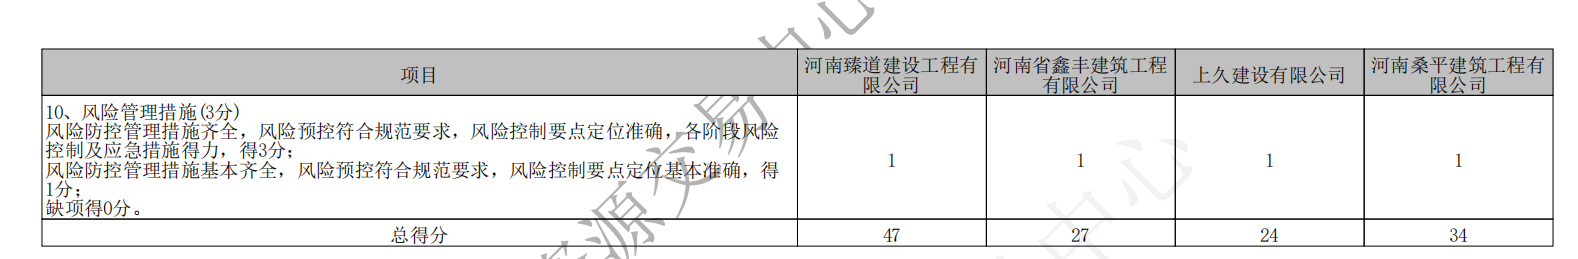 项目
河南臻道建设工程有
限公司
河南省鑫丰建筑工程
有限公司
上久建设有限公司
河南桑平建筑工程有
限公司
10、风险管理措施(3分)
风险防控管理措施齐全，风险预控符合规范要求，风险控制要点定位准确，各阶段风险
控制及应急措施得力，得3分；
风险防控管理措施基本齐全，风险预控符合规范要求，风险控制要点定位基本准确，得
1分；
缺项得0分。
1
1
1
1
总得分
47
27
24
34
源交易中心
中心